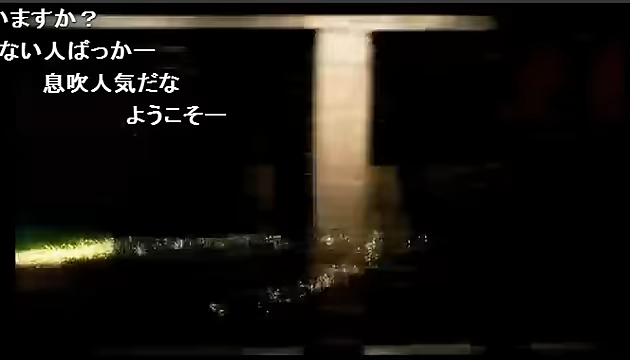 いますか？
ない人ばっかー
息吹人気だな
ようこそー